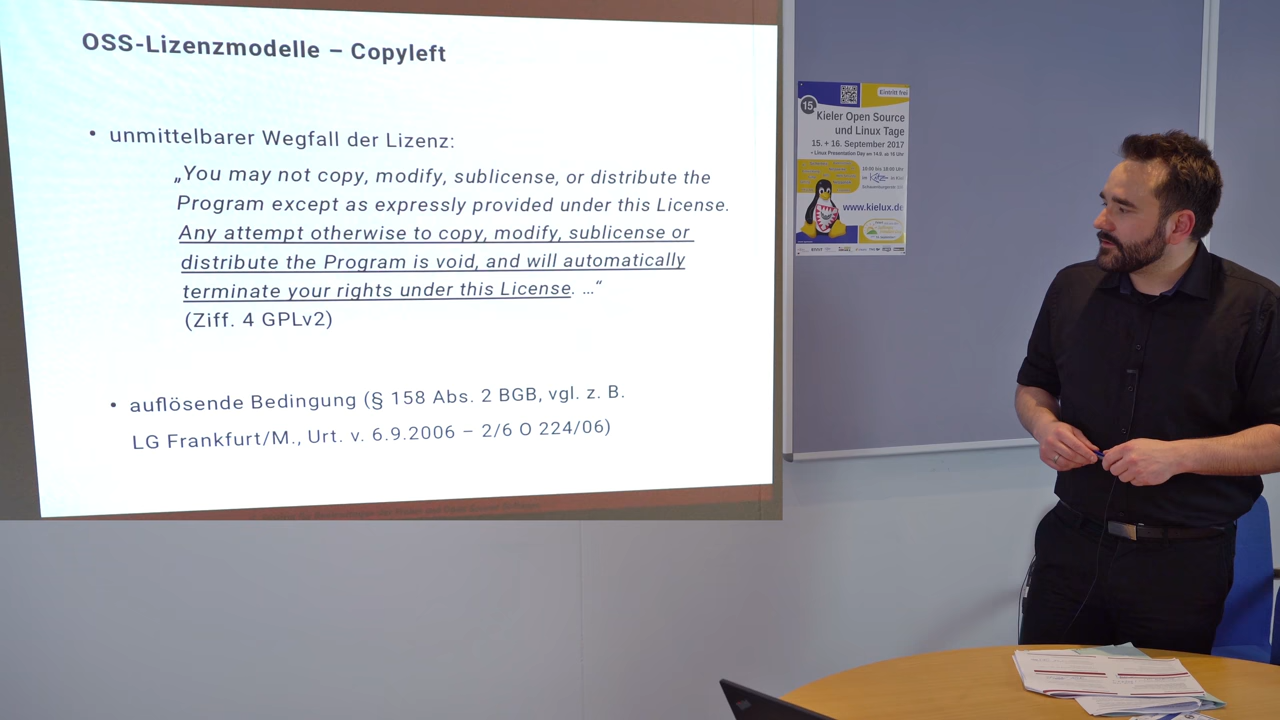 OSS-Lizenzmodelle – Copyleft
• unmittelbarer Wegfall der Lizenz:
„You may not copy, modify, sublicense, or distribute the
Program except as expressly provided under this License.
Any attempt otherwise to copy, modify, sublicense or
distribute the Program is void, and will automatically
terminate your rights under this License. …“
(Ziff. 4 GPLv2)
• auflösende Bedingung (§ 158 Abs. 2 BGB, vgl. z. B.
LG Frankfurt/M., Urt. v. 6.9.2006 – 2/6 O 224/06)
Eintritt frei
15.
Kieler Open Source
und Linux Tage
15. + 16. September 2017
www.kielux.de